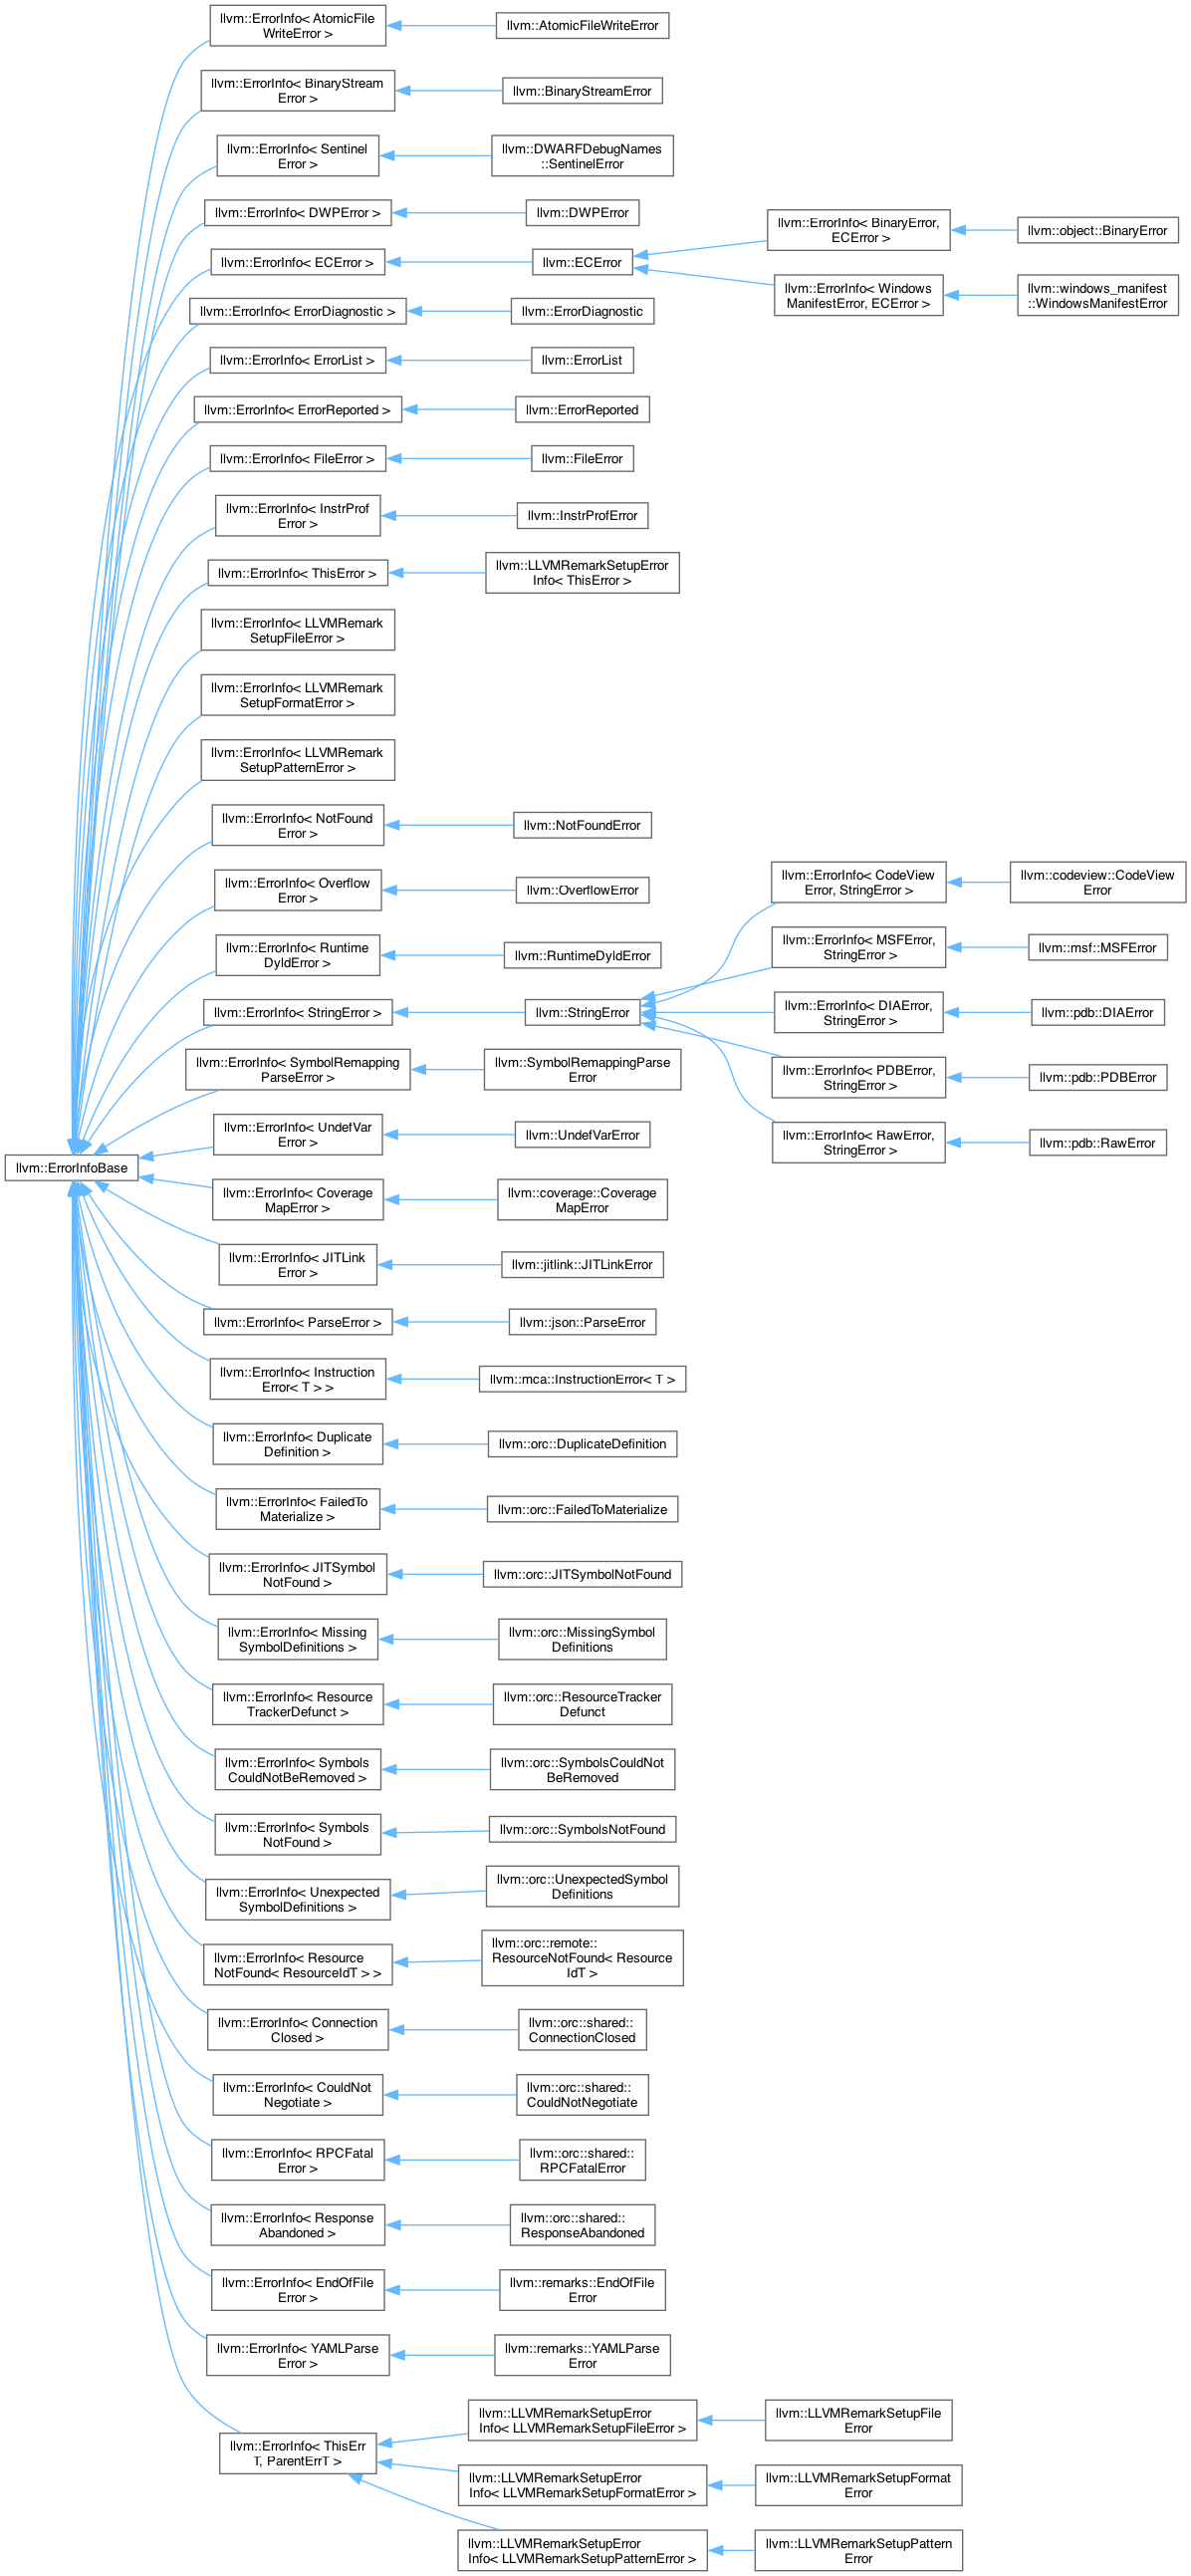 llvm::ErrorInfo< AtomicFile
WriteError >
llvm::AtomicFileWriteError
llvm::ErrorInfo< BinaryStream
Error >
llvm::BinaryStreamError
llvm::ErrorInfo< Sentinel
Error >
llvm::DWARFDebugNames
::SentinelError
llvm::ErrorInfo< DWPError >
llvm::DWPError
llvm::ErrorInfo< ECError >
llvm::ECError
llvm::ErrorInfo< BinaryError,
ECError >
llvm::object::BinaryError
llvm::ErrorInfo< Windows
ManifestError, ECError >
llvm::windows_manifest
::WindowsManifestError
llvm::ErrorInfo< ErrorDiagnostic >
llvm::ErrorDiagnostic
llvm::ErrorInfo< ErrorList >
llvm::ErrorList
llvm::ErrorInfo< ErrorReported >
llvm::ErrorReported
llvm::ErrorInfo< FileError >
llvm::FileError
llvm::ErrorInfo< InstrProf
Error >
llvm::InstrProfError
llvm::ErrorInfo< ThisError >
llvm::LLVMRemarkSetupError
Info< ThisError >
llvm::ErrorInfo< LLVMRemark
SetupFileError >
llvm::ErrorInfo< LLVMRemark
SetupFormatError >
llvm::ErrorInfo< LLVMRemark
SetupPatternError >
llvm::ErrorInfo< NotFound
Error >
llvm::NotFoundError
llvm::ErrorInfo< Overflow
Error >
llvm::OverflowError
llvm::ErrorInfo< Runtime
DyldError >
llvm::RuntimeDyldError
llvm::ErrorInfo< StringError >
llvm::StringError
llvm::ErrorInfo< CodeView
Error, StringError >
llvm::codeview::CodeView
Error
llvm::ErrorInfo< MSFError,
StringError >
llvm::msf::MSFError
llvm::ErrorInfo< DIAError,
StringError >
llvm::pdb::DIAError
llvm::ErrorInfo< PDBError,
StringError >
llvm::pdb::PDBError
llvm::ErrorInfo< RawError,
StringError >
llvm::pdb::RawError
llvm::ErrorInfo< SymbolRemapping
ParseError >
llvm::SymbolRemappingParse
Error
llvm::ErrorInfo< UndefVar
Error >
llvm::UndefVarError
llvm::ErrorInfoBase
llvm::ErrorInfo< Coverage
MapError >
llvm::coverage::Coverage
MapError
llvm::ErrorInfo< JITLink
Error >
llvm::jitlink::JITLinkError
llvm::ErrorInfo< ParseError >
llvm::json::ParseError
llvm::ErrorInfo< Instruction
Error< T > >
llvm::mca::InstructionError< T >
llvm::ErrorInfo< Duplicate
Definition >
llvm::orc::DuplicateDefinition
llvm::ErrorInfo< FailedTo
Materialize >
llvm::orc::FailedToMaterialize
llvm::ErrorInfo< JITSymbol
NotFound >
llvm::orc::JITSymbolNotFound
llvm::ErrorInfo< Missing
SymbolDefinitions >
llvm::orc::MissingSymbol
Definitions
llvm::ErrorInfo< Resource
TrackerDefunct >
llvm::orc::ResourceTracker
Defunct
llvm::ErrorInfo< Symbols
CouldNotBeRemoved >
llvm::orc::SymbolsCouldNot
BeRemoved
llvm::ErrorInfo< Symbols
NotFound >
llvm::orc::SymbolsNotFound
llvm::ErrorInfo< Unexpected
SymbolDefinitions >
llvm::orc::UnexpectedSymbol
Definitions
llvm::ErrorInfo< Resource
NotFound< ResourceIdT > >
llvm::orc::remote::
ResourceNotFound< Resource
IdT >
llvm::ErrorInfo< Connection
Closed >
llvm::orc::shared::
ConnectionClosed
llvm::ErrorInfo< CouldNot
Negotiate >
llvm::orc::shared::
CouldNotNegotiate
llvm::ErrorInfo< RPCFatal
Error >
llvm::orc::shared::
RPCFatalError
llvm::ErrorInfo< Response
Abandoned >
llvm::orc::shared::
ResponseAbandoned
llvm::ErrorInfo< EndOfFile
Error >
llvm::remarks::EndOfFile
Error
llvm::ErrorInfo< YAMLParse
Error >
llvm::remarks::YAMLParse
Error
llvm::ErrorInfo< ThisErr
T, ParentErrT >
llvm::LLVMRemarkSetupError
Info< LLVMRemarkSetupFileError >
llvm::LLVMRemarkSetupFile
Error
llvm::LLVMRemarkSetupError
Info< LLVMRemarkSetupFormatError >
llvm::LLVMRemarkSetupFormat
Error
llvm::LLVMRemarkSetupError
Info< LLVMRemarkSetupPatternError >
llvm::LLVMRemarkSetupPattern
Error